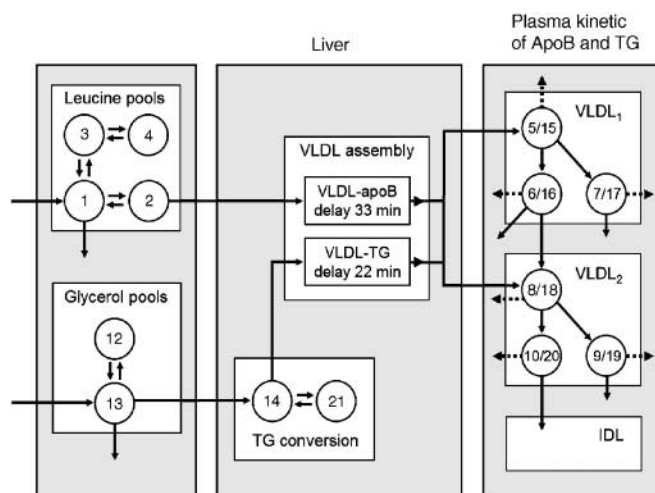 Liver
Plasma kinetic
of ApoB and TG
Leucine pools
3
4
1
2
Glycerol pools
12
13
VLDL assembly
VLDL-apoB
delay 33 min
VLDL-TG
delay 22 min
14
21
TG conversion
VLDL1
5/15
6/16
7/17
VLDL2
8/18
10/20
9/19
IDL